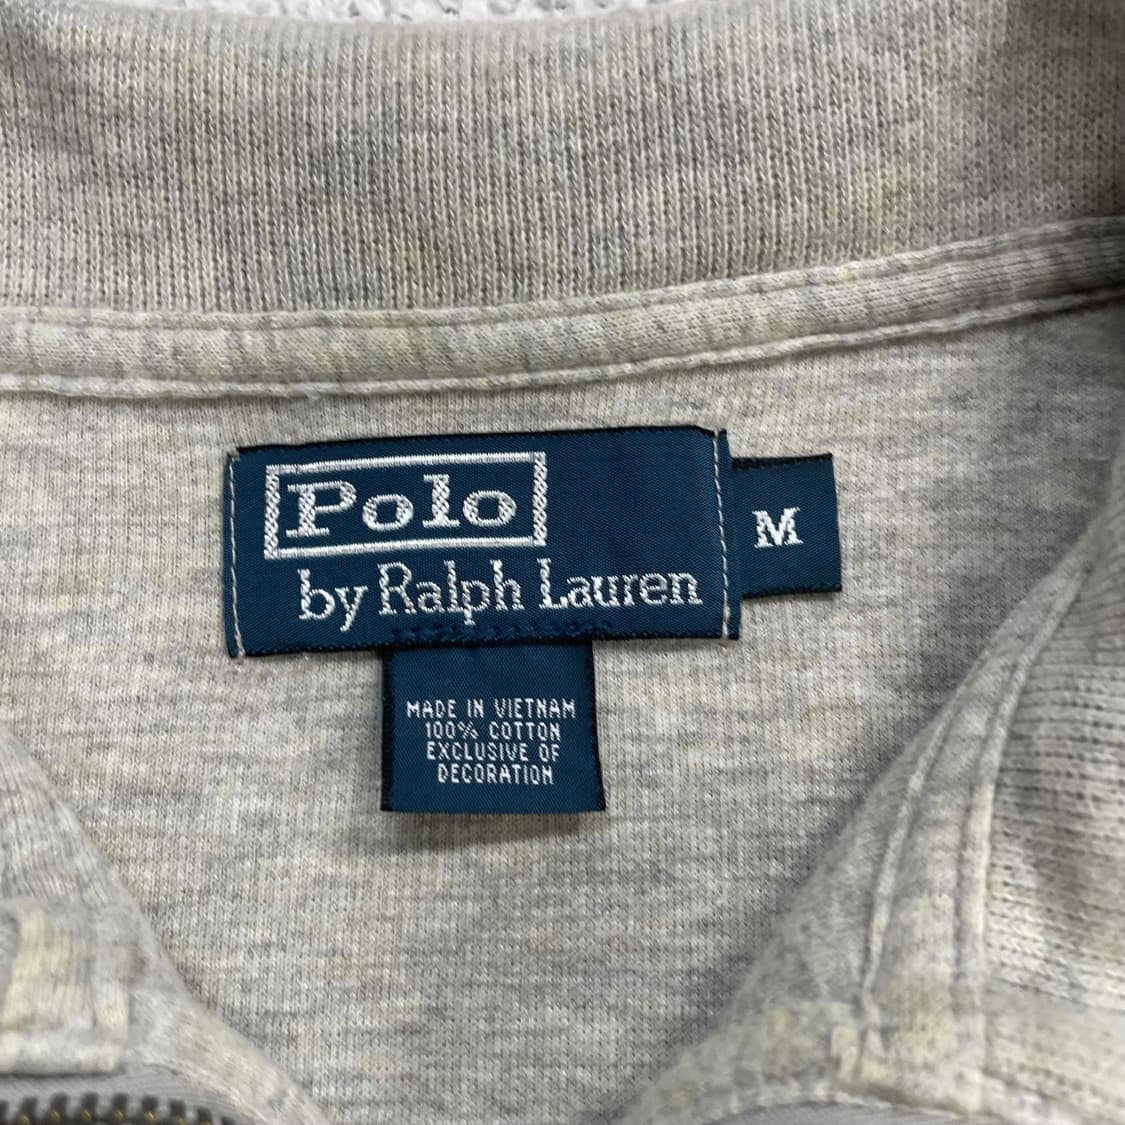 Polo
by Ralph Lauren
M
MADE IN VIETNAM
100% COTTON
EXCLUSIVE OF
DECORATION